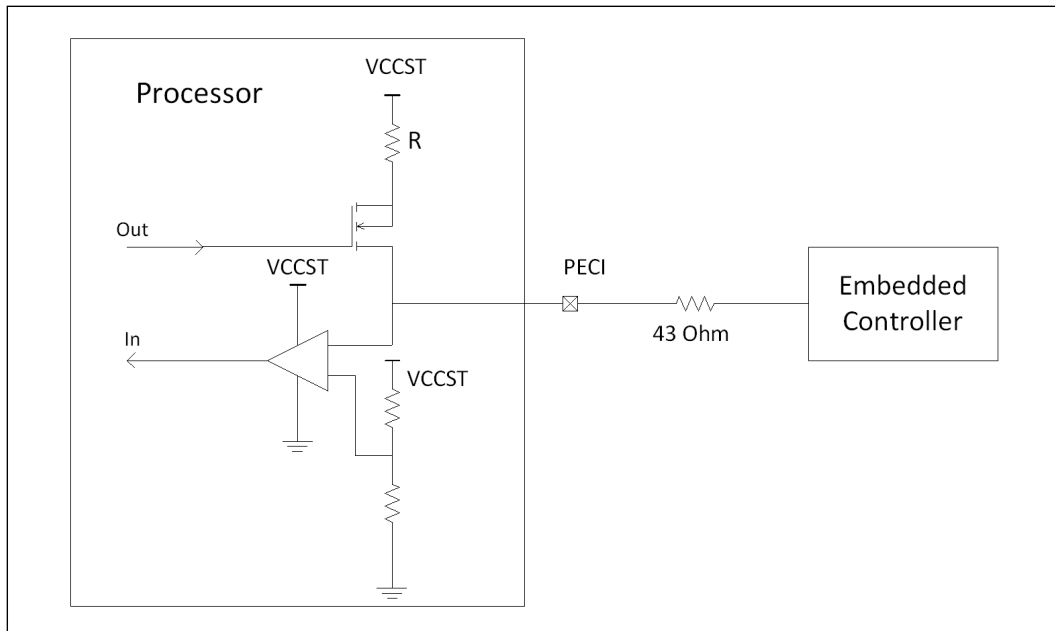 VCCST
Processor
R
Out
VCCST
PECI
Embedded
Controller
In
43 Ohm
VCCST